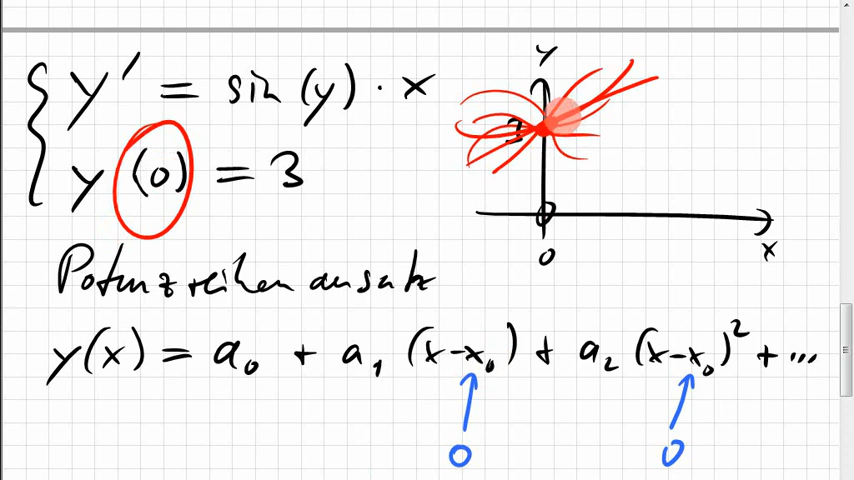 y' = sin(y) · x
y(0) = 3
y
3
0
0
x
Potenzreihenansatz
y(x) = a₀ + a₁ (x-x₀) + a₂ (x-x₀)² + ...
0
0